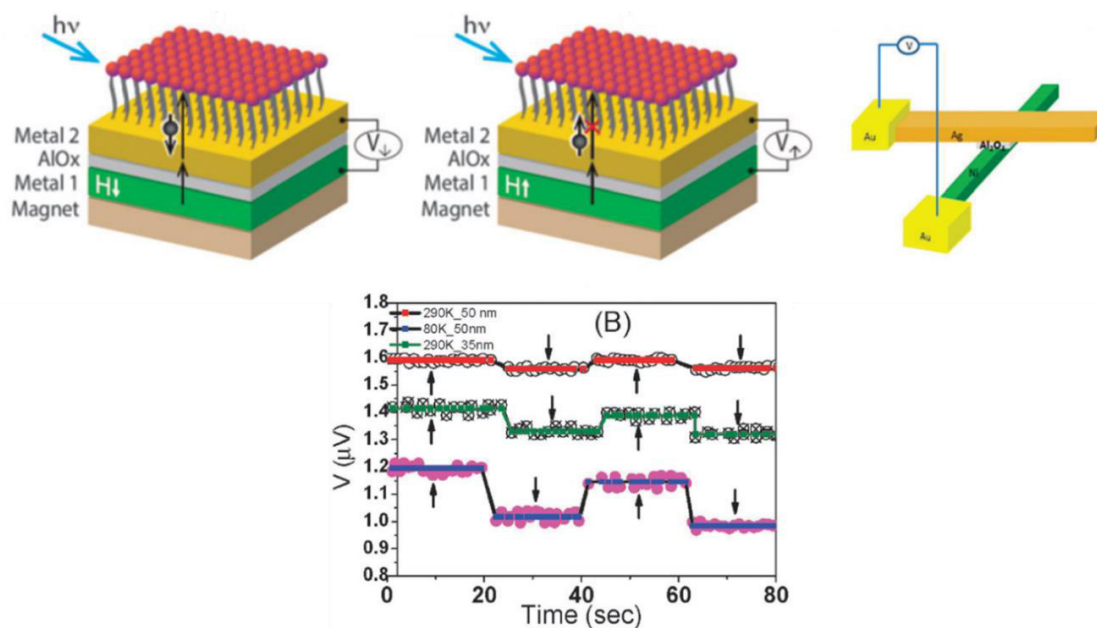 hν
Metal 2
AlOx
Metal 1
Magnet
H↓
V↓
hν
Metal 2
AlOx
Metal 1
Magnet
H↑
V↑
V
Au
Ag
Al₂O₃
Ni
Au
(B)
290K_50 nm
80K_50nm
290K_35nm
V (μV)
1.8
1.7
1.6
1.5
1.4
1.3
1.2
1.1
1.0
0.9
0.8
0 20 40 60 80
Time (sec)